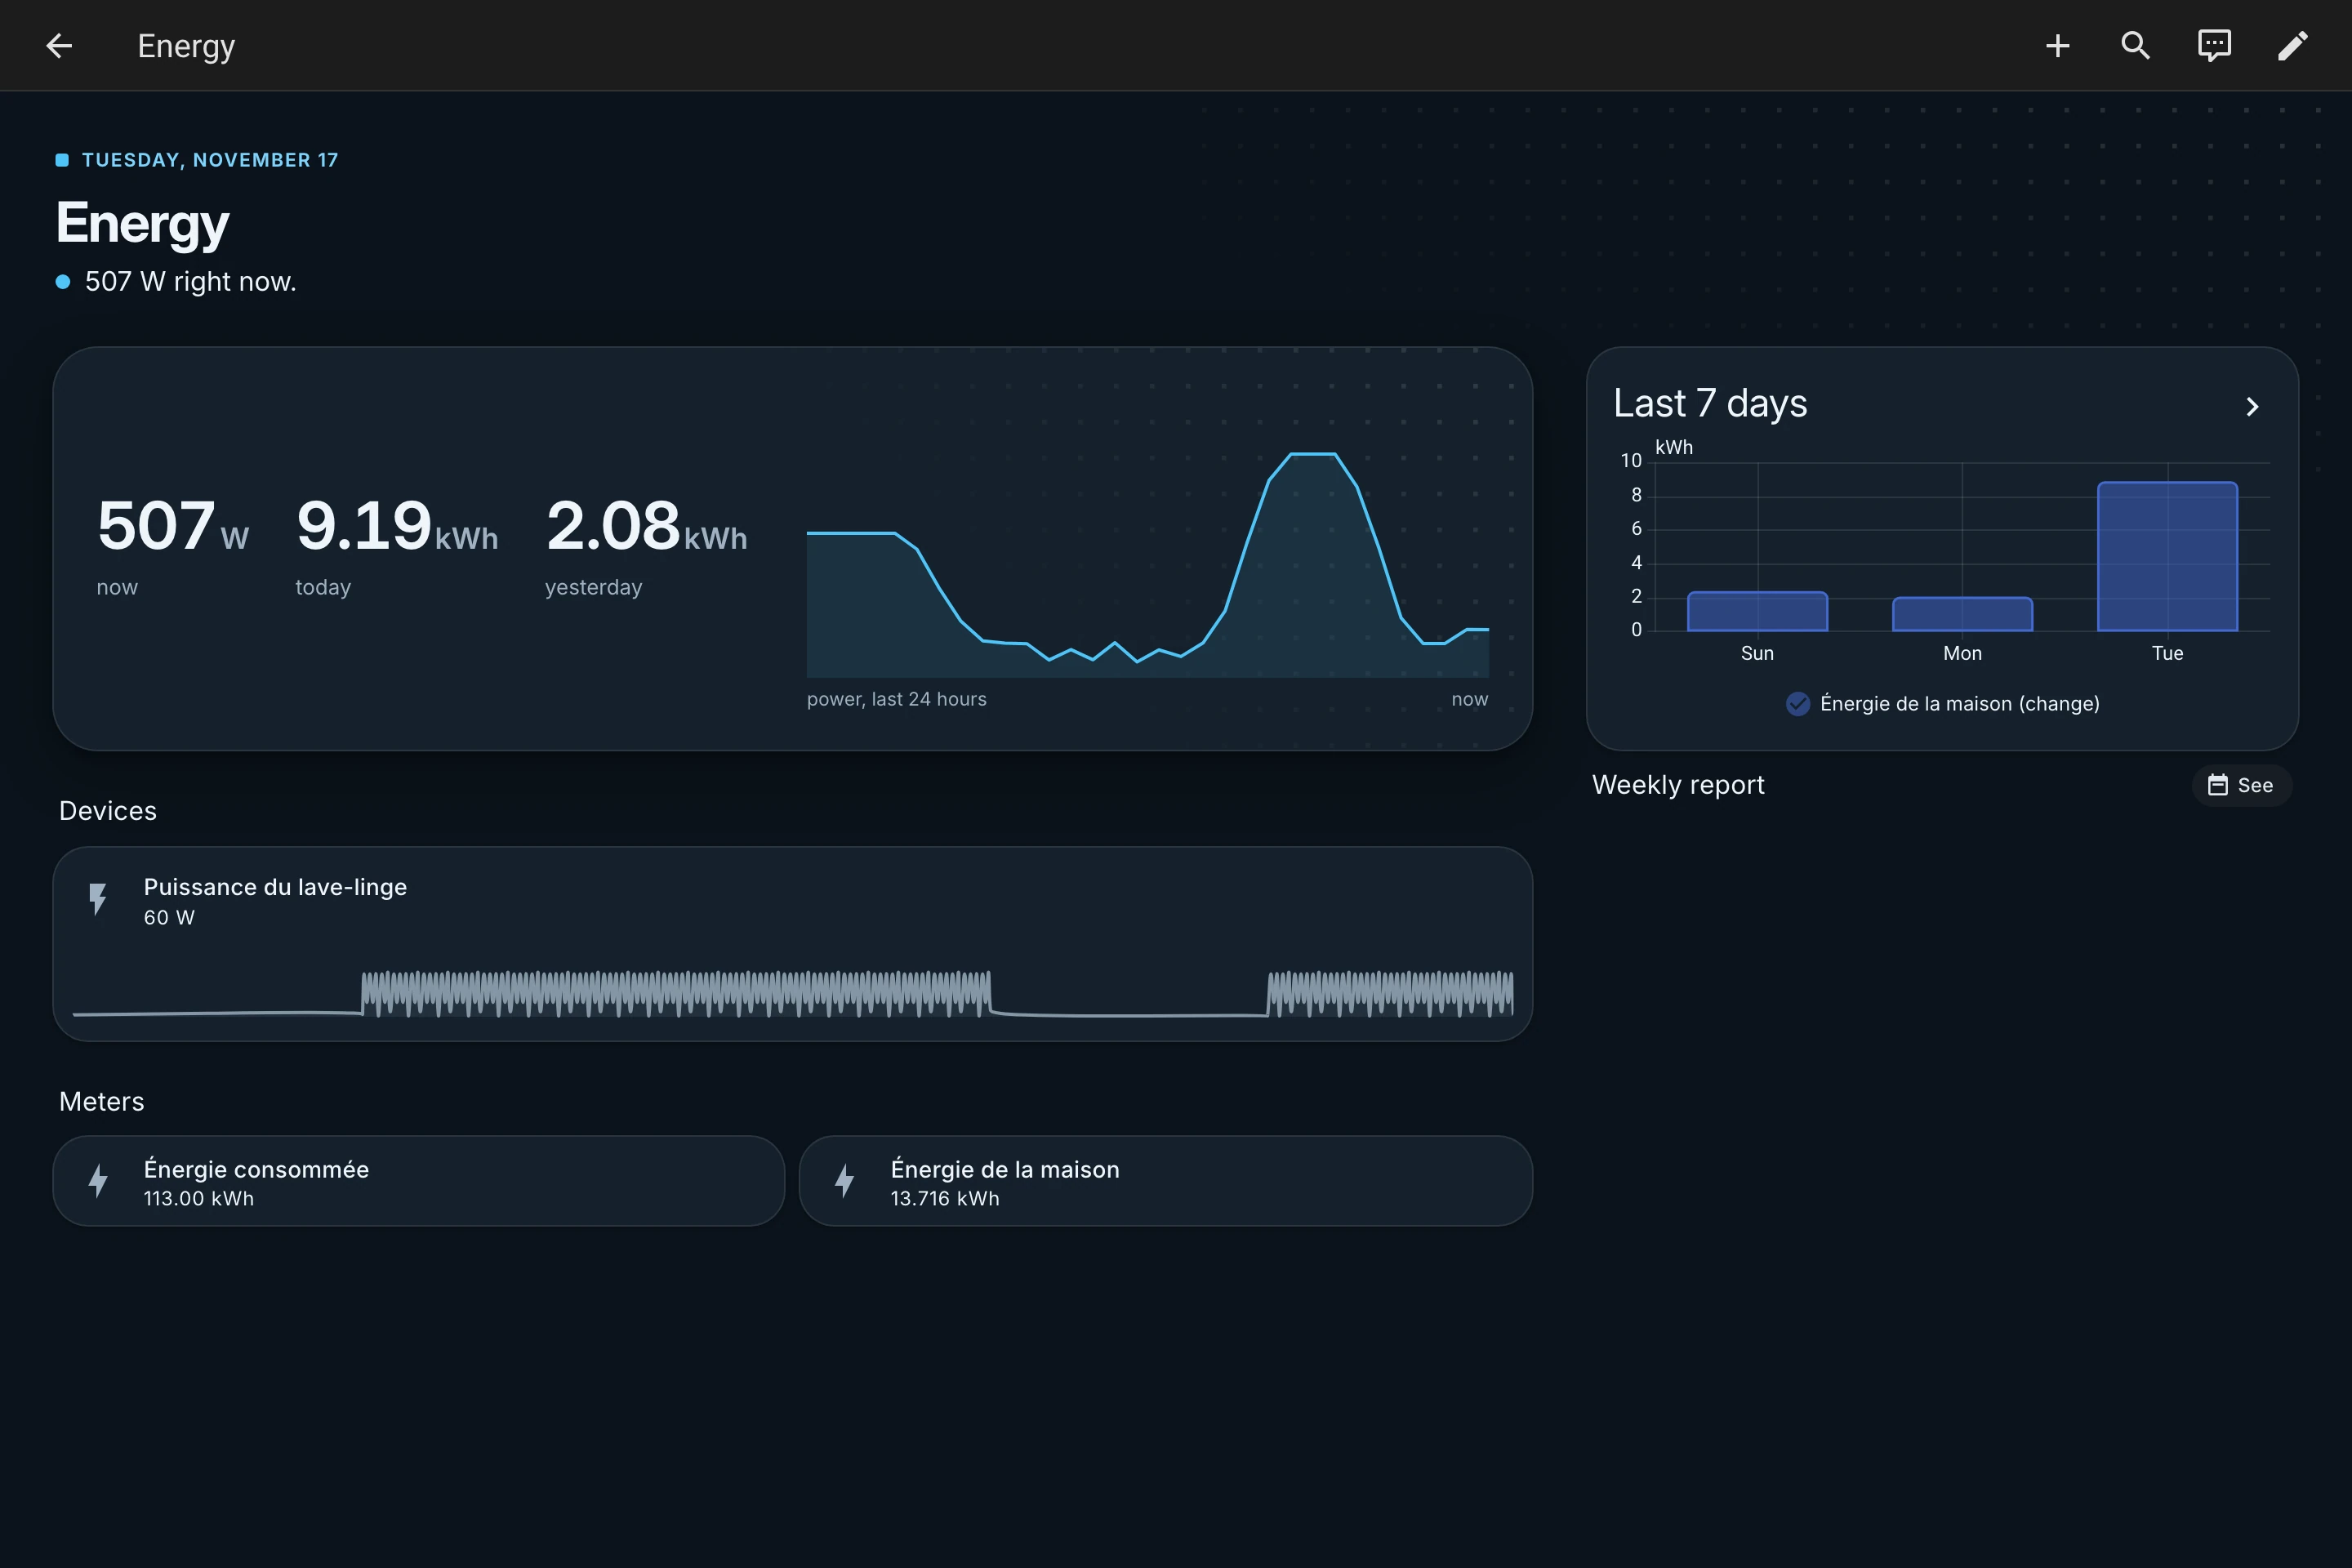 Energy
TUESDAY, NOVEMBER 17
Energy
507 W right now.
507 W
now
9.19 kWh
today
2.08 kWh
yesterday
power, last 24 hours
now
Last 7 days
kWh
10
8
6
4
2
0
Sun
Mon
Tue
Énergie de la maison (change)
Weekly report
See
Devices
Puissance du lave-linge
60 W
Meters
Énergie consommée
113.00 kWh
Énergie de la maison
13.716 kWh